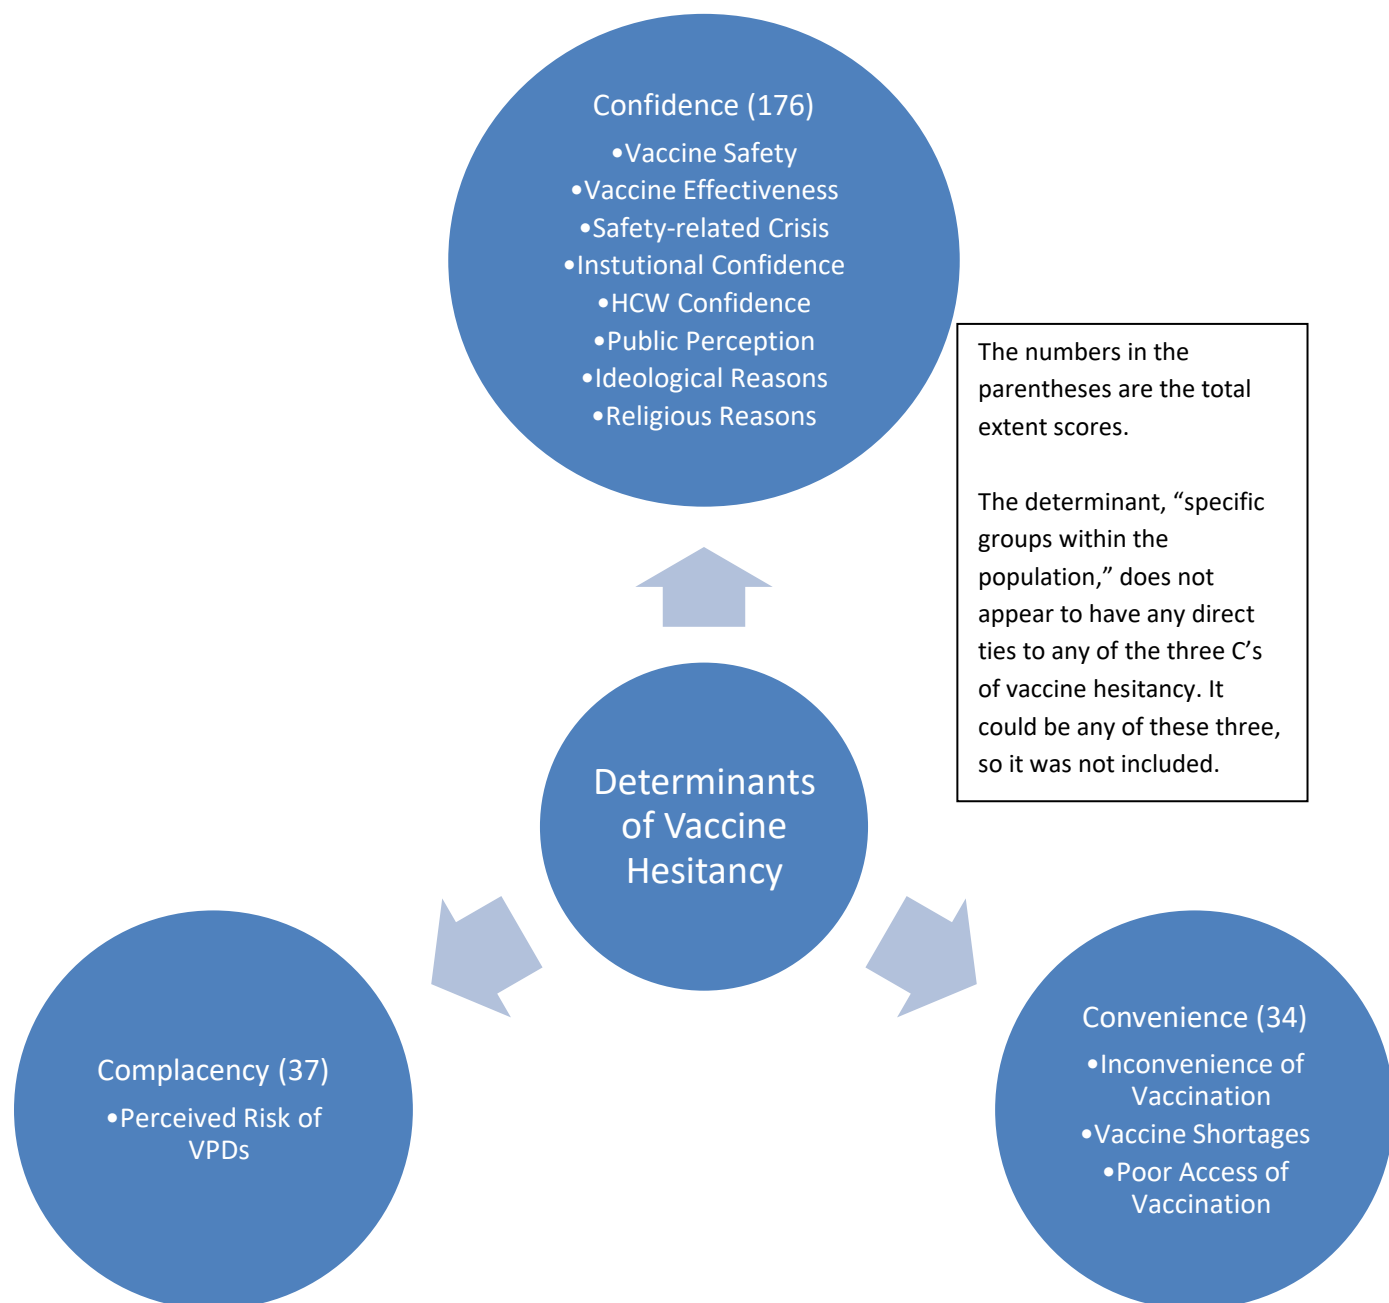 Confidence (176)
•Vaccine Safety
•Vaccine Effectiveness
•Safety-related Crisis
•Instutional Confidence
•HCW Confidence
•Public Perception
•Ideological Reasons
•Religious Reasons
The numbers in the
parentheses are the total
extent scores.
The determinant, “specific
groups within the
population,” does not
appear to have any direct
ties to any of the three C’s
of vaccine hesitancy. It
could be any of these three,
so it was not included.
Determinants
of Vaccine
Hesitancy
Complacency (37)
•Perceived Risk of
VPDs
Convenience (34)
•Inconvenience of
Vaccination
•Vaccine Shortages
•Poor Access of
Vaccination